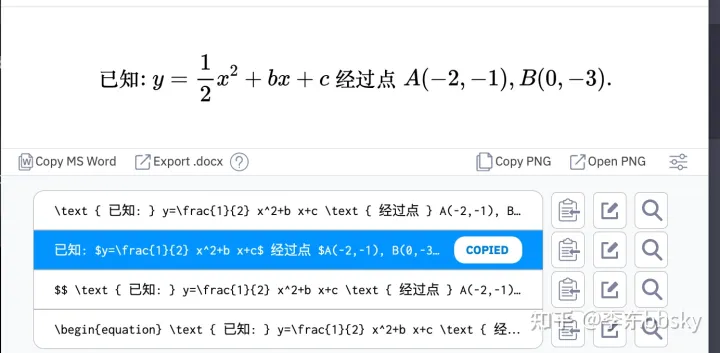 已知: y = \frac{1}{2}x^2 + bx + c 经过点 A(−2, −1), B(0, −3).
Copy MS Word Export .docx ? Copy PNG Open PNG
\text { 已知: } y=\frac{1}{2} x^2+b x+c \text { 经过点 } A(-2,-1), B…
已知: $y=\frac{1}{2} x^2+b x+c$ 经过点 $A(-2,-1), B(0,-3… COPIED
$$ \text { 已知: } y=\frac{1}{2} x^2+b x+c \text { 经过点 } A(-2,-1)…
\begin{equation} \text { 已知: } y=\frac{1}{2} x^2+b x+c \text { 经…
知乎 @李东bbsky